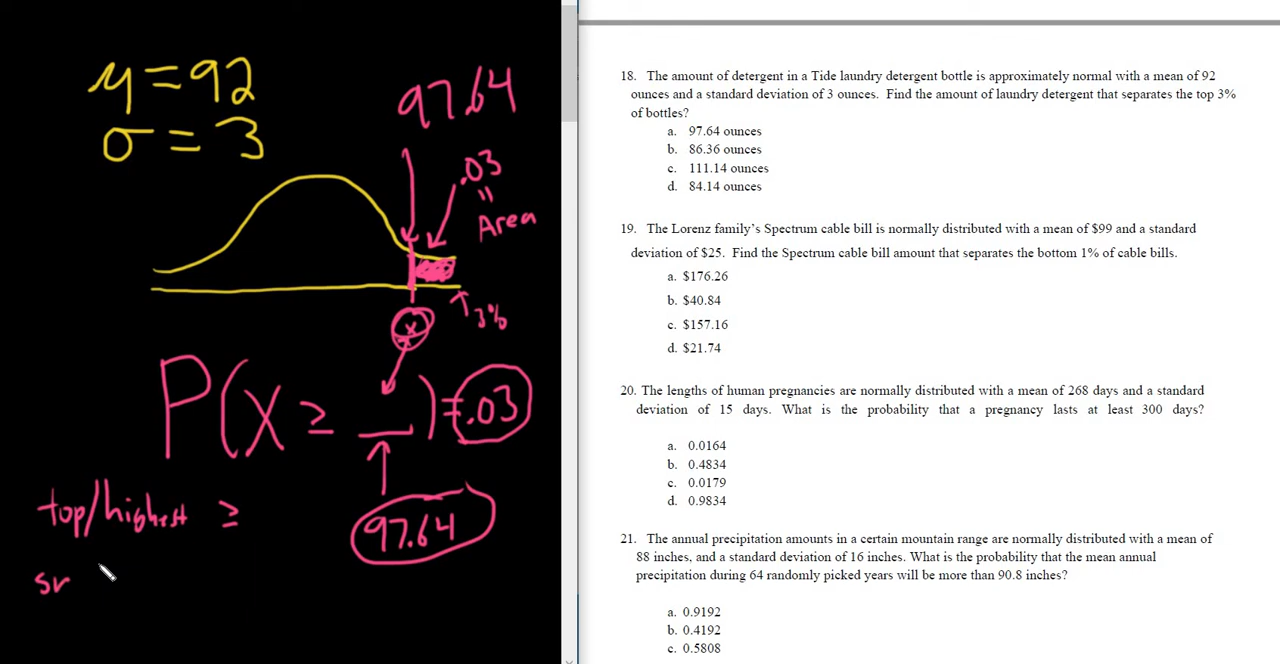 μ = 92
σ = 3
97.64
.03
=
Area
x
3%
P(X ≥ __) = .03
top/highest ≥
97.64
sr
18. The amount of detergent in a Tide laundry detergent bottle is approximately normal with a mean of 92
ounces and a standard deviation of 3 ounces. Find the amount of laundry detergent that separates the top 3%
of bottles?
a. 97.64 ounces
b. 86.36 ounces
c. 111.14 ounces
d. 84.14 ounces
19. The Lorenz family's Spectrum cable bill is normally distributed with a mean of $99 and a standard
deviation of $25. Find the Spectrum cable bill amount that separates the bottom 1% of cable bills.
a. $176.26
b. $40.84
c. $157.16
d. $21.74
20. The lengths of human pregnancies are normally distributed with a mean of 268 days and a standard
deviation of 15 days. What is the probability that a pregnancy lasts at least 300 days?
a. 0.0164
b. 0.4834
c. 0.0179
d. 0.9834
21. The annual precipitation amounts in a certain mountain range are normally distributed with a mean of
88 inches, and a standard deviation of 16 inches. What is the probability that the mean annual
precipitation during 64 randomly picked years will be more than 90.8 inches?
a. 0.9192
b. 0.4192
c. 0.5808